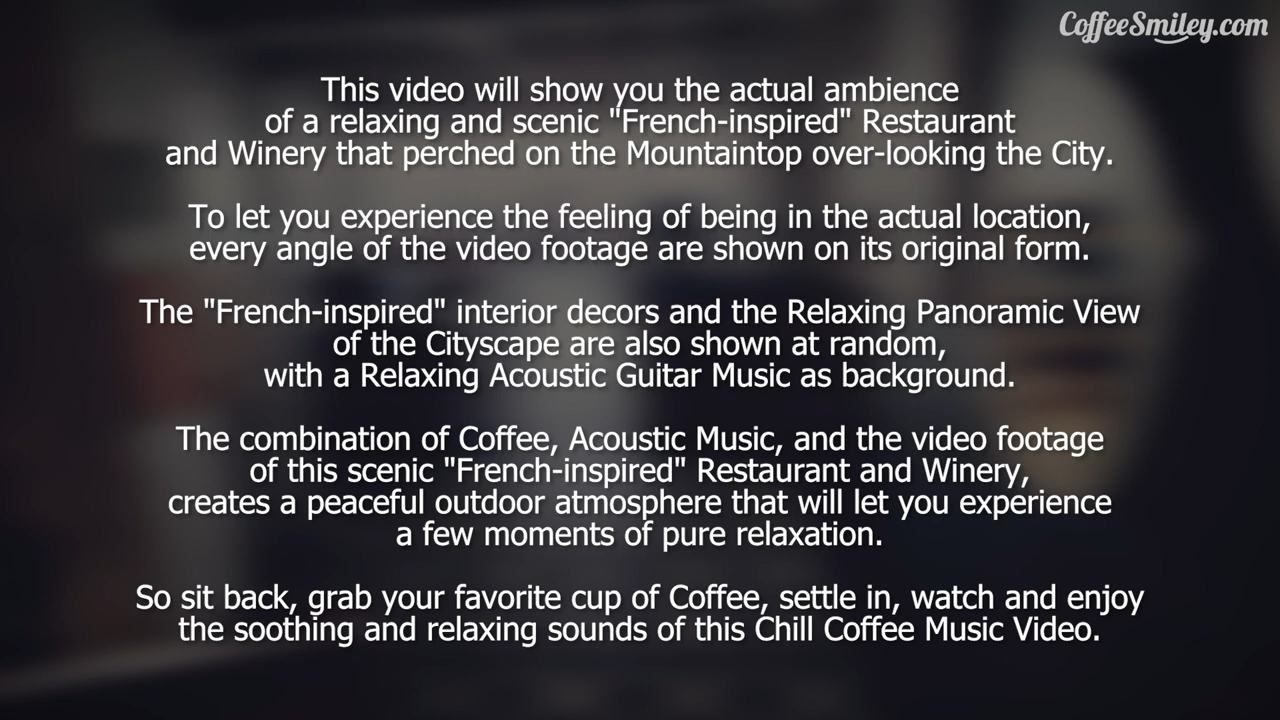 CoffeeSmiley.com
This video will show you the actual ambience
of a relaxing and scenic "French-inspired" Restaurant
and Winery that perched on the Mountaintop over-looking the City.
To let you experience the feeling of being in the actual location,
every angle of the video footage are shown on its original form.
The "French-inspired" interior decors and the Relaxing Panoramic View
of the Cityscape are also shown at random,
with a Relaxing Acoustic Guitar Music as background.
The combination of Coffee, Acoustic Music, and the video footage
of this scenic "French-inspired" Restaurant and Winery,
creates a peaceful outdoor atmosphere that will let you experience
a few moments of pure relaxation.
So sit back, grab your favorite cup of Coffee, settle in, watch and enjoy
the soothing and relaxing sounds of this Chill Coffee Music Video.